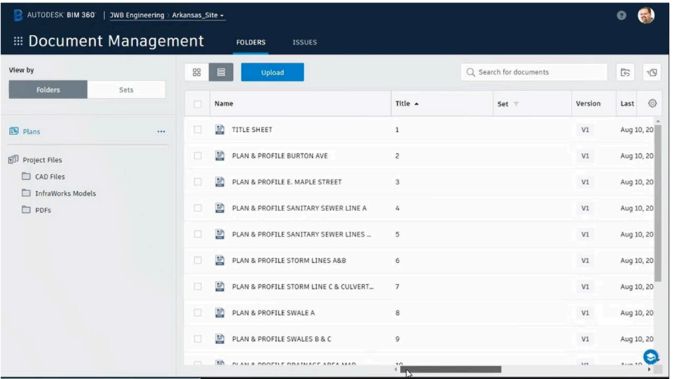 AUTODESK BIM 360 JWB Engineering Arkansas_Site
Document Management FOLDERS ISSUES
View by
Folders Sets
Upload
Search for documents
Name Title Set Version Last
Plans
Project Files
CAD Files
InfraWorks Models
PDFs
TITLE SHEET 1 V1 Aug 10, 20
PLAN & PROFILE BURTON AVE 2 V1 Aug 10, 20
PLAN & PROFILE E. MAPLE STREET 3 V1 Aug 10, 20
PLAN & PROFILE SANITARY SEWER LINE A 4 V1 Aug 10, 20
PLAN & PROFILE SANITARY SEWER LINES ... 5 V1 Aug 10, 20
PLAN & PROFILE STORM LINES A&B 6 V1 Aug 10, 20
PLAN & PROFILE STORM LINE C & CULVERT... 7 V1 Aug 10, 20
PLAN & PROFILE SWALE A 8 V1 Aug 10, 20
PLAN & PROFILE SWALES B & C 9 V1 Aug 10, 20
PLAN & PROFILE DRAINAGE AREA MAP 10